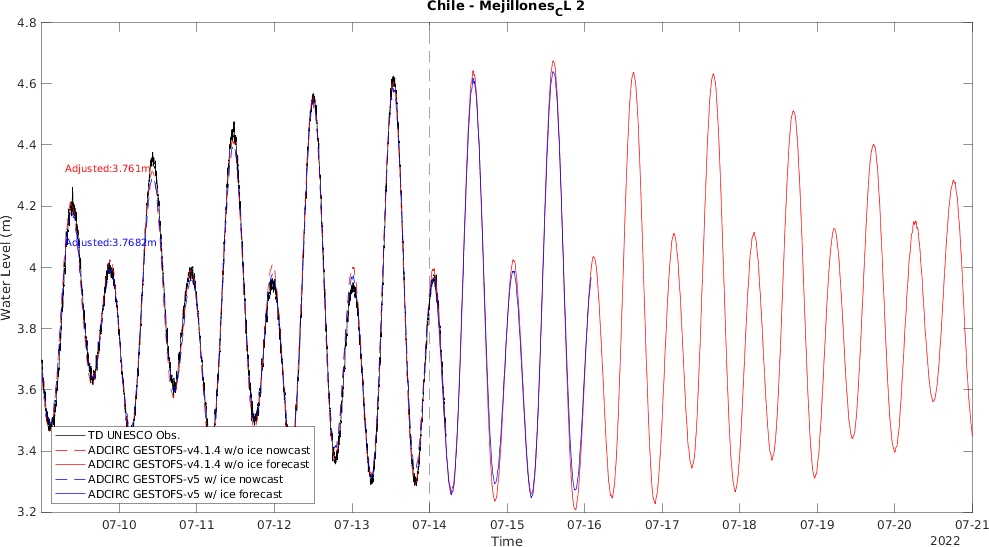 Chile - Mejillones_CL 2
4.8
4.6
4.4
4.2
4
3.8
3.6
3.4
3.2
Water Level (m)
Adjusted:3.761m
Adjusted:3.7682m
TD UNESCO Obs.
ADCIRC GESTOFS-v4.1.4 w/o ice nowcast
ADCIRC GESTOFS-v4.1.4 w/o ice forecast
ADCIRC GESTOFS-v5 w/ ice nowcast
ADCIRC GESTOFS-v5 w/ ice forecast
07-10 07-11 07-12 07-13 07-14 07-15 07-16 07-17 07-18 07-19 07-20 07-21
Time
2022